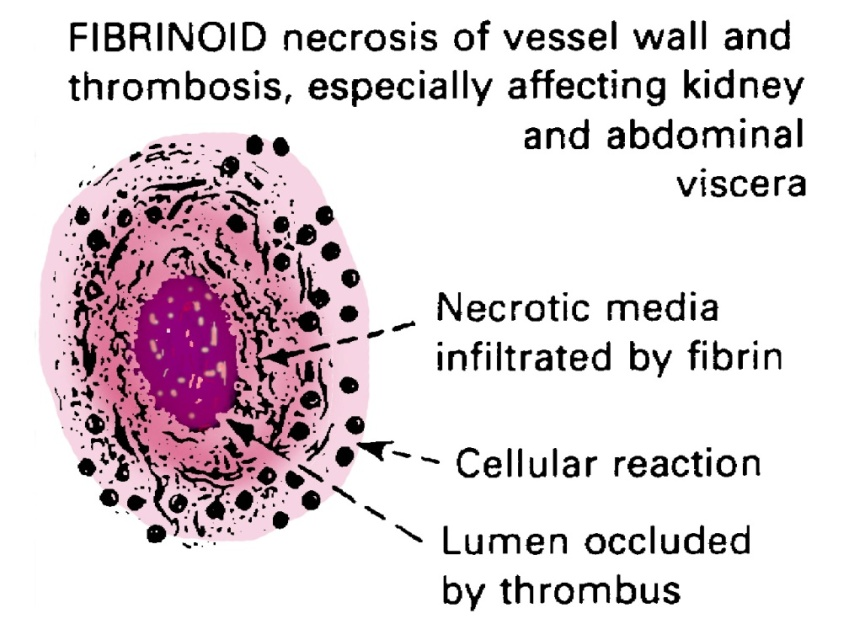 FIBRINOID necrosis of vessel wall and
thrombosis, especially affecting kidney
and abdominal
viscera
Necrotic media
infiltrated by fibrin
Cellular reaction
Lumen occluded
by thrombus